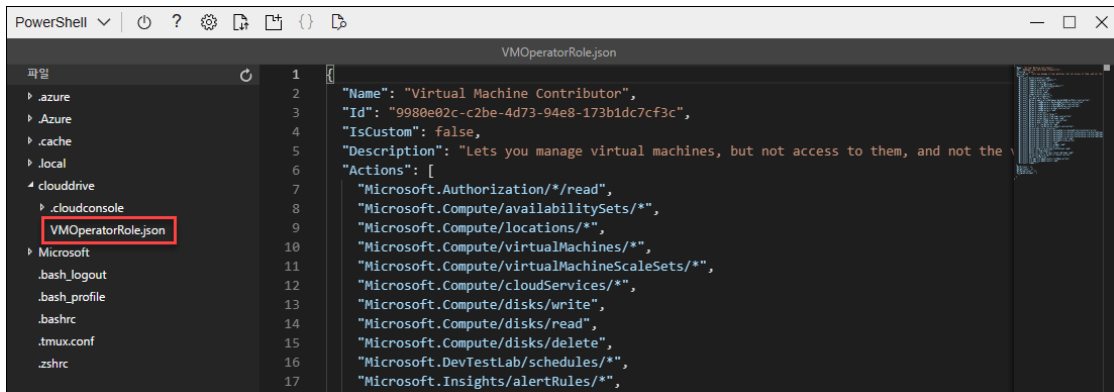 PowerShell
VMOperatorRole.json
파일
.azure
.Azure
.cache
.local
clouddrive
.cloudconsole
VMOperatorRole.json
Microsoft
.bash_logout
.bash_profile
.bashrc
.tmux.conf
.zshrc
1 {
2 "Name": "Virtual Machine Contributor",
3 "Id": "9980e02c-c2be-4d73-94e8-173b1dc7cf3c",
4 "IsCustom": false,
5 "Description": "Lets you manage virtual machines, but not access to them, and not the
6 "Actions": [
7 "Microsoft.Authorization/*/read",
8 "Microsoft.Compute/availabilitySets/*",
9 "Microsoft.Compute/locations/*",
10 "Microsoft.Compute/virtualMachines/*",
11 "Microsoft.Compute/virtualMachineScaleSets/*",
12 "Microsoft.Compute/cloudServices/*",
13 "Microsoft.Compute/disks/write",
14 "Microsoft.Compute/disks/read",
15 "Microsoft.Compute/disks/delete",
16 "Microsoft.DevTestLab/schedules/*",
17 "Microsoft.Insights/alertRules/*",